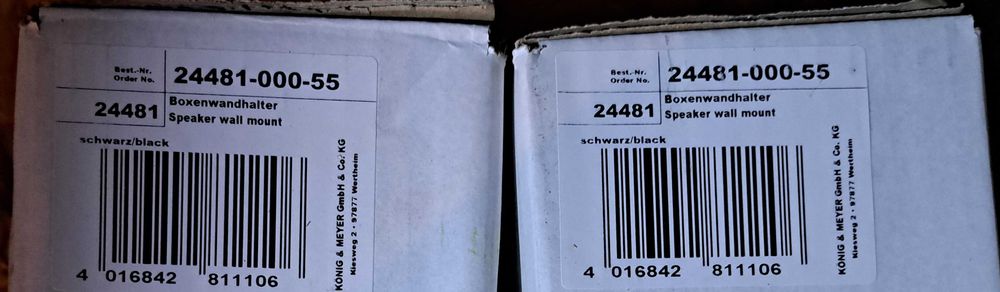 Best.-Nr.
Order No.
24481-000-55
24481
Boxenwandhalter
Speaker wall mount
schwarz/black
4 016842 811106
KÖNIG & MEYER GmbH & Co. KG
Kiesweg 2 · 97877 Wertheim
Best.-Nr.
Order No.
24481-000-55
24481
Boxenwandhalter
Speaker wall mount
schwarz/black
4 016842 811106
KÖNIG & MEYER GmbH & Co. KG
Kiesweg 2 · 97877 Wertheim